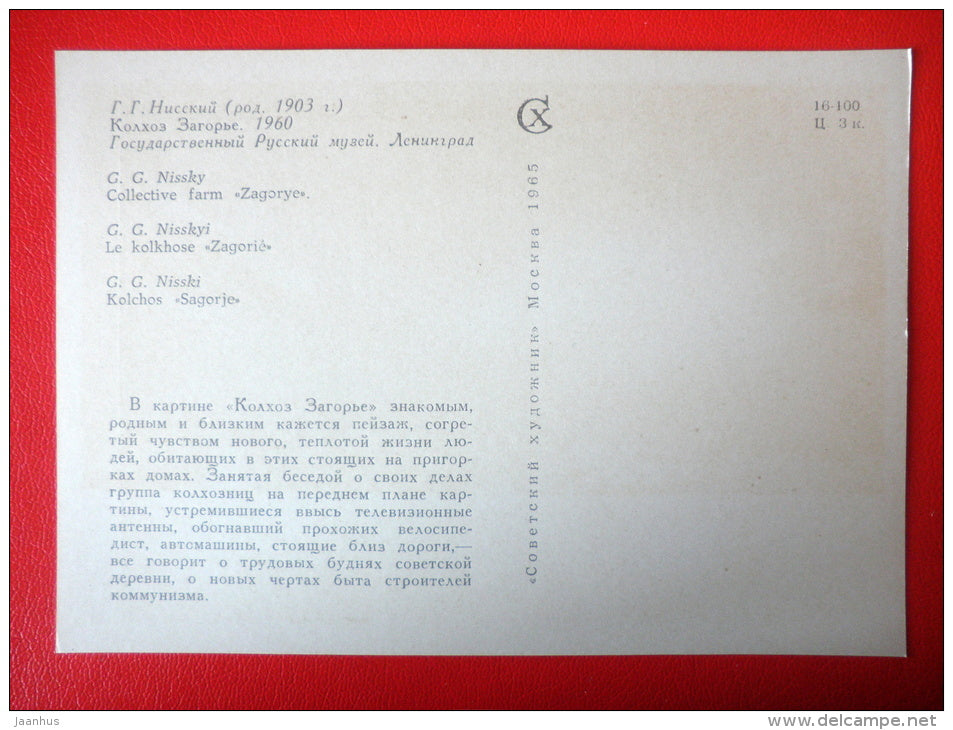 Г. Г. Нисский (род. 1903 г.)
Колхоз Загорье. 1960
Государственный Русский музей. Ленинград
G. G. Nissky
Collective farm «Zagorye».
G. G. Nisskyi
Le kolkhose «Zagorié»
G. G. Nisski
Kolchos «Sagorje»
В картине «Колхоз Загорье» знакомым,
родным и близким кажется пейзаж, согре-
тый чувством нового, теплотой жизни лю-
дей, обитающих в этих стоящих на пригор-
ках домах. Занятая беседой о своих делах
группа колхозниц на переднем плане кар-
тины, устремившиеся ввысь телевизионные
антенны, обогнавший прохожих велосипе-
дист, автомашины, стоящие близ дороги,—
все говорит о трудовых буднях советской
деревни, о новых чертах быта строителей
коммунизма.
«Советский художник» Москва 1965
СХ
16-100
Ц 3 к.
Jaanhus
www.delcampe.net